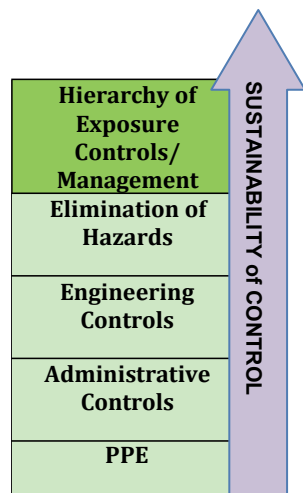 Hierarchy of
Exposure
Controls/
Management
Elimination of
Hazards
Engineering
Controls
Administrative
Controls
PPE
SUSTAINABILITY of CONTROL